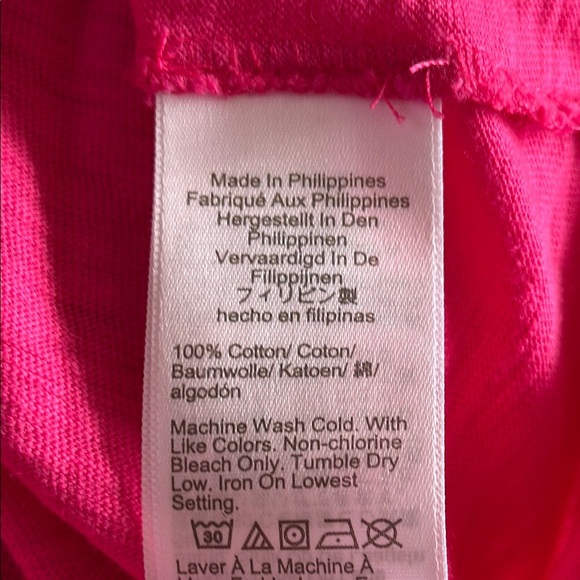 Made In Philippines
Fabriqué Aux Philippines
Hergestellt In Den
Philippinen
Vervaardigd In De
Filippijnen
フィリピン製
hecho en filipinas
100% Cotton/ Coton/
Baumwolle/ Katoen/ 綿/
algodón
Machine Wash Cold. With
Like Colors. Non-chlorine
Bleach Only. Tumble Dry
Low. Iron On Lowest
Setting.
30
Laver À La Machine À